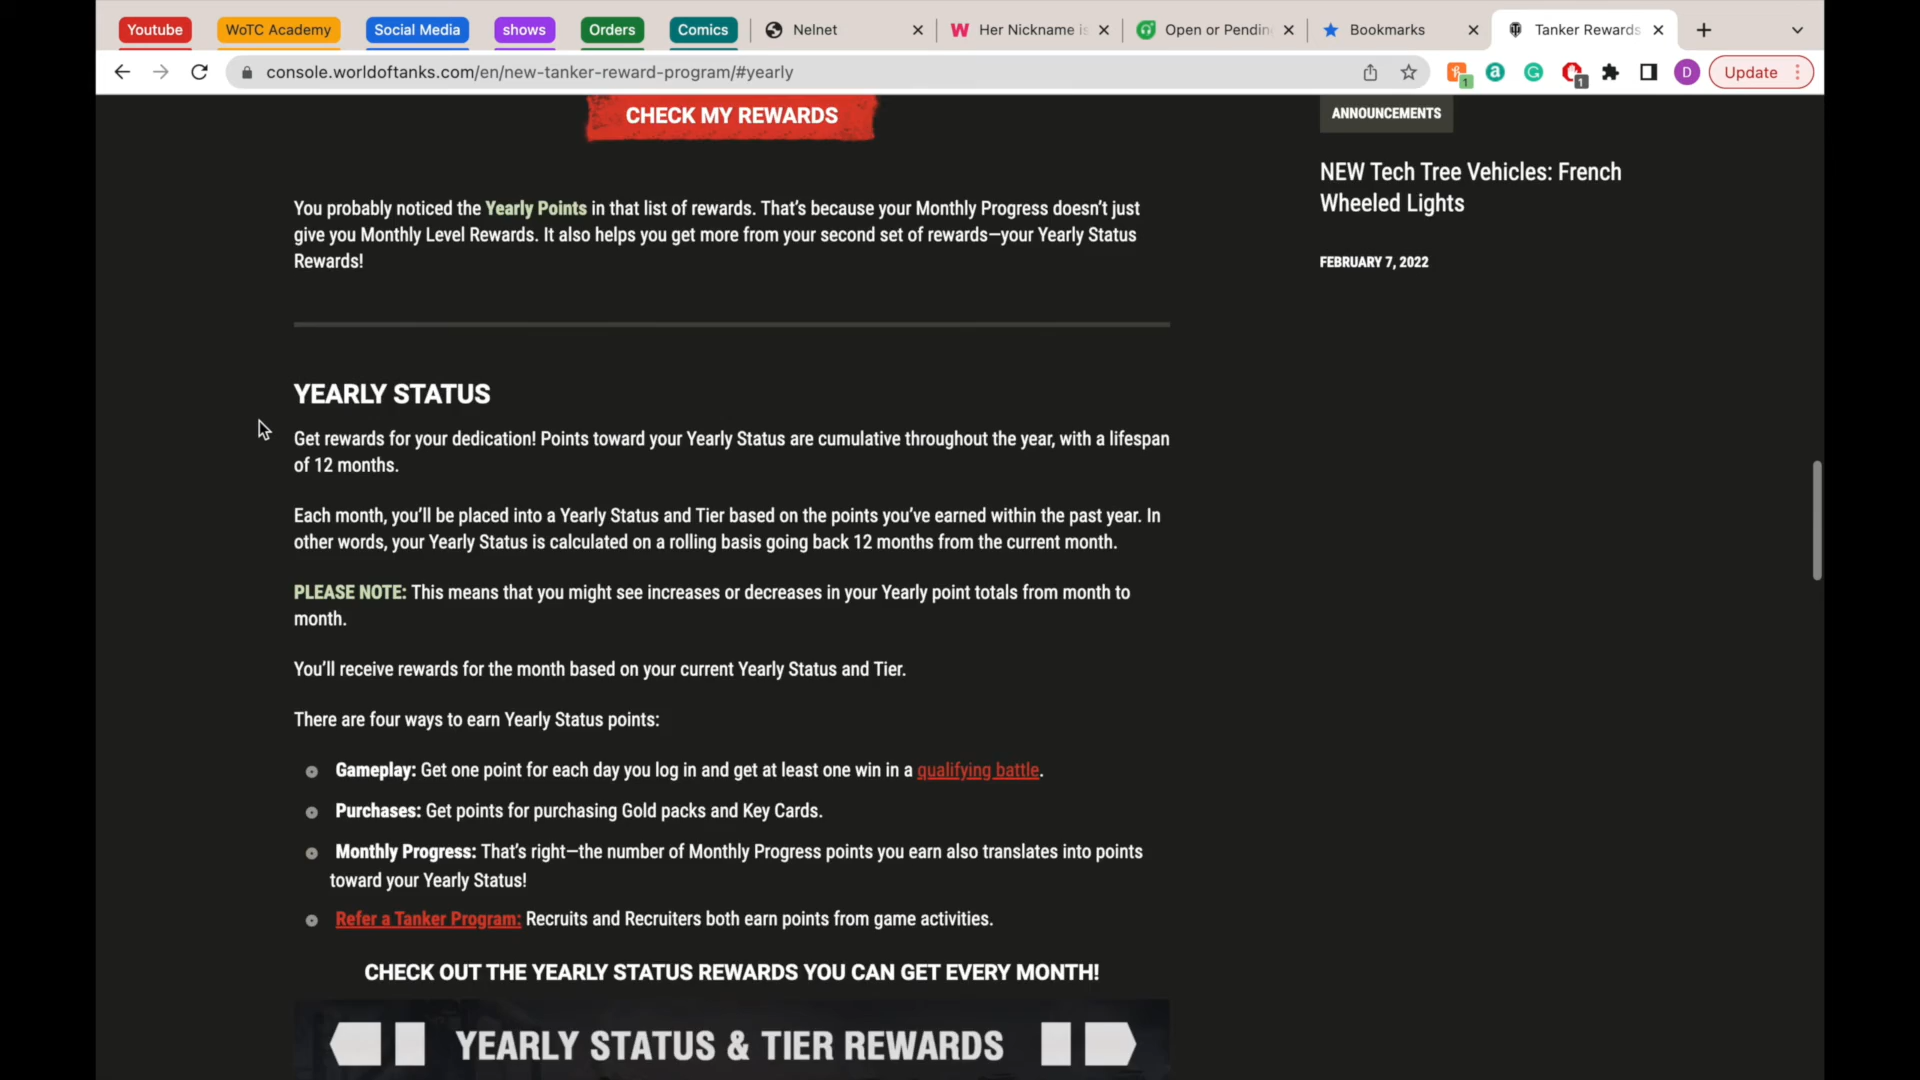 Youtube
WoTC Academy
Social Media
shows
Orders
Comics
Nelnet
Her Nickname is
Open or Pendin
Bookmarks
Tanker Rewards
console.worldoftanks.com/en/new-tanker-reward-program/#yearly
1
1
D
Update
CHECK MY REWARDS
ANNOUNCEMENTS
NEW Tech Tree Vehicles: French
Wheeled Lights
FEBRUARY 7, 2022
You probably noticed the Yearly Points in that list of rewards. That's because your Monthly Progress doesn't just
give you Monthly Level Rewards. It also helps you get more from your second set of rewards—your Yearly Status
Rewards!
YEARLY STATUS
Get rewards for your dedication! Points toward your Yearly Status are cumulative throughout the year, with a lifespan
of 12 months.
Each month, you'll be placed into a Yearly Status and Tier based on the points you've earned within the past year. In
other words, your Yearly Status is calculated on a rolling basis going back 12 months from the current month.
PLEASE NOTE: This means that you might see increases or decreases in your Yearly point totals from month to
month.
You'll receive rewards for the month based on your current Yearly Status and Tier.
There are four ways to earn Yearly Status points:
Gameplay: Get one point for each day you log in and get at least one win in a qualifying battle.
Purchases: Get points for purchasing Gold packs and Key Cards.
Monthly Progress: That's right—the number of Monthly Progress points you earn also translates into points
toward your Yearly Status!
Refer a Tanker Program: Recruits and Recruiters both earn points from game activities.
CHECK OUT THE YEARLY STATUS REWARDS YOU CAN GET EVERY MONTH!
YEARLY STATUS & TIER REWARDS